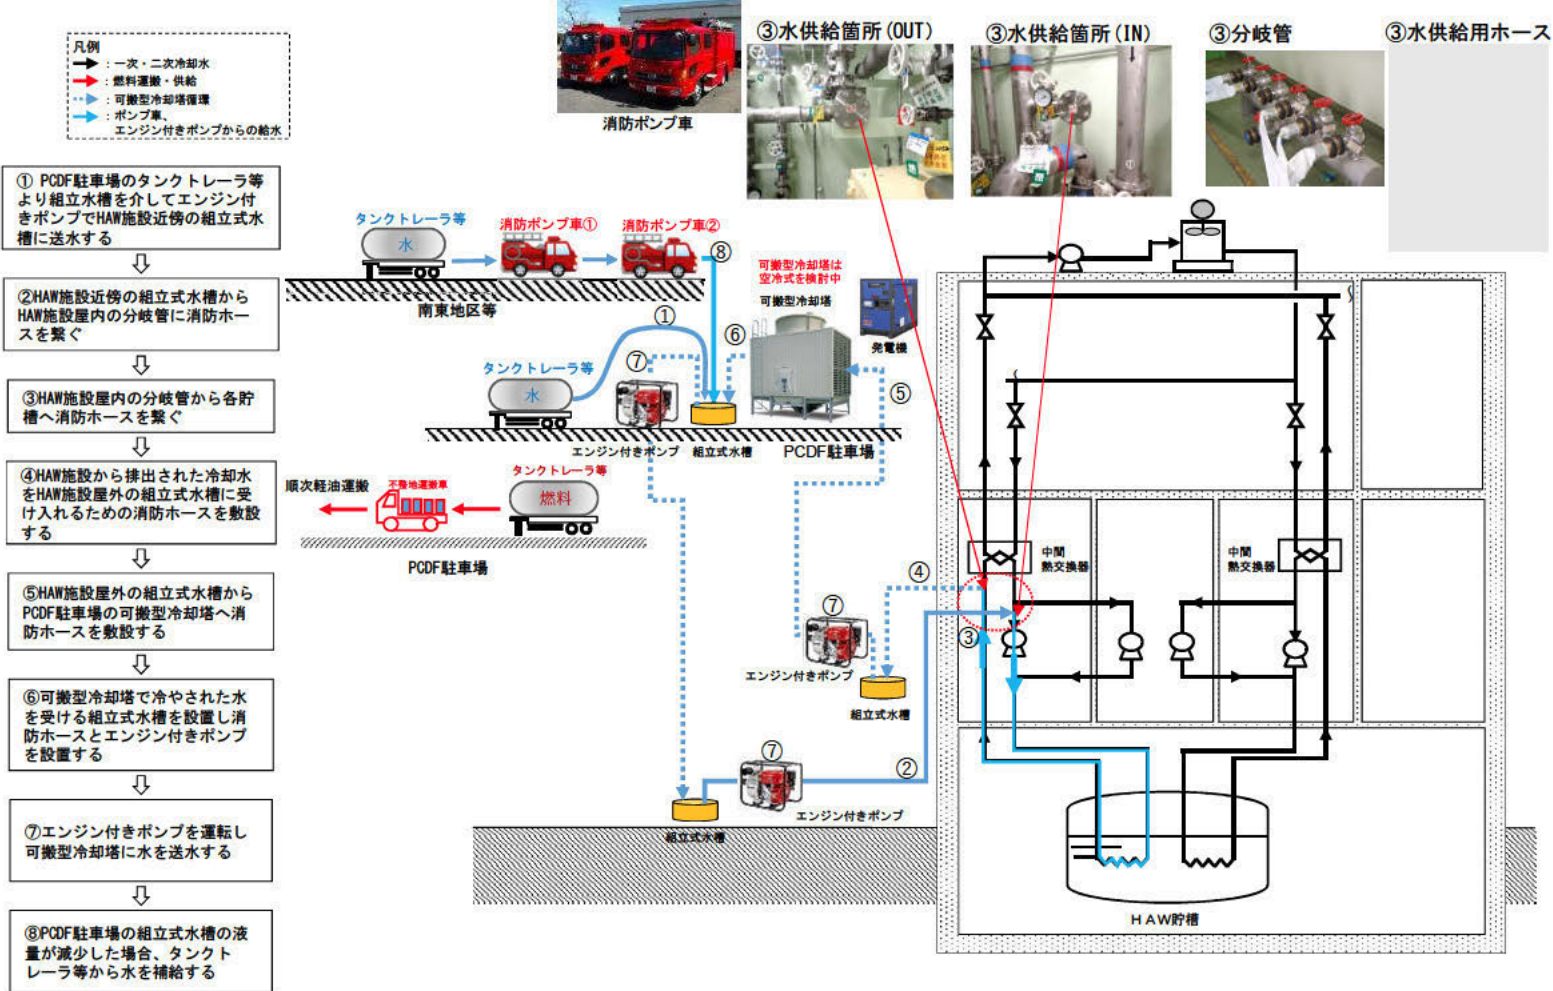 凡例
：一次・二次冷却水
：燃料運搬・供給
：可搬型冷却塔循環
：ポンプ車、
エンジン付きポンプからの給水
① PCDF駐車場のタンクトレーラ等
より組立水槽を介してエンジン付
きポンプでHAW施設近傍の組立式水
槽に送水する
②HAW施設近傍の組立式水槽から
HAW施設屋内の分岐管に消防ホー
スを繋ぐ
③HAW施設屋内の分岐管から各貯
槽へ消防ホースを繋ぐ
④HAW施設から排出された冷却水
をHAW施設屋外の組立式水槽に受
け入れるための消防ホースを敷設
する
⑤HAW施設屋外の組立式水槽から
PCDF駐車場の可搬型冷却塔へ消
防ホースを敷設する
⑥可搬型冷却塔で冷やされた水
を受ける組立式水槽を設置し消
防ホースとエンジン付きポンプ
を設置する
⑦エンジン付きポンプを運転し
可搬型冷却塔に水を送水する
⑧PCDF駐車場の組立式水槽の液
量が減少した場合、タンクト
レーラ等から水を補給する
消防ポンプ車
③水供給箇所(OUT)
③水供給箇所(IN)
③分岐管
③水供給用ホース
タンクトレーラ等
水
消防ポンプ車①
消防ポンプ車②
⑧
南東地区等
可搬型冷却塔は
空冷式を検討中
可搬型冷却塔
発電機
①
⑥
⑦
⑤
タンクトレーラ等
水
エンジン付きポンプ
組立式水槽
PCDF駐車場
順次軽油運搬
不整地運搬車
タンクトレーラ等
燃料
PCDF駐車場
中間
熱交換器
中間
熱交換器
④
⑦
③
エンジン付きポンプ
組立式水槽
⑦
②
エンジン付きポンプ
組立式水槽
HAW貯槽